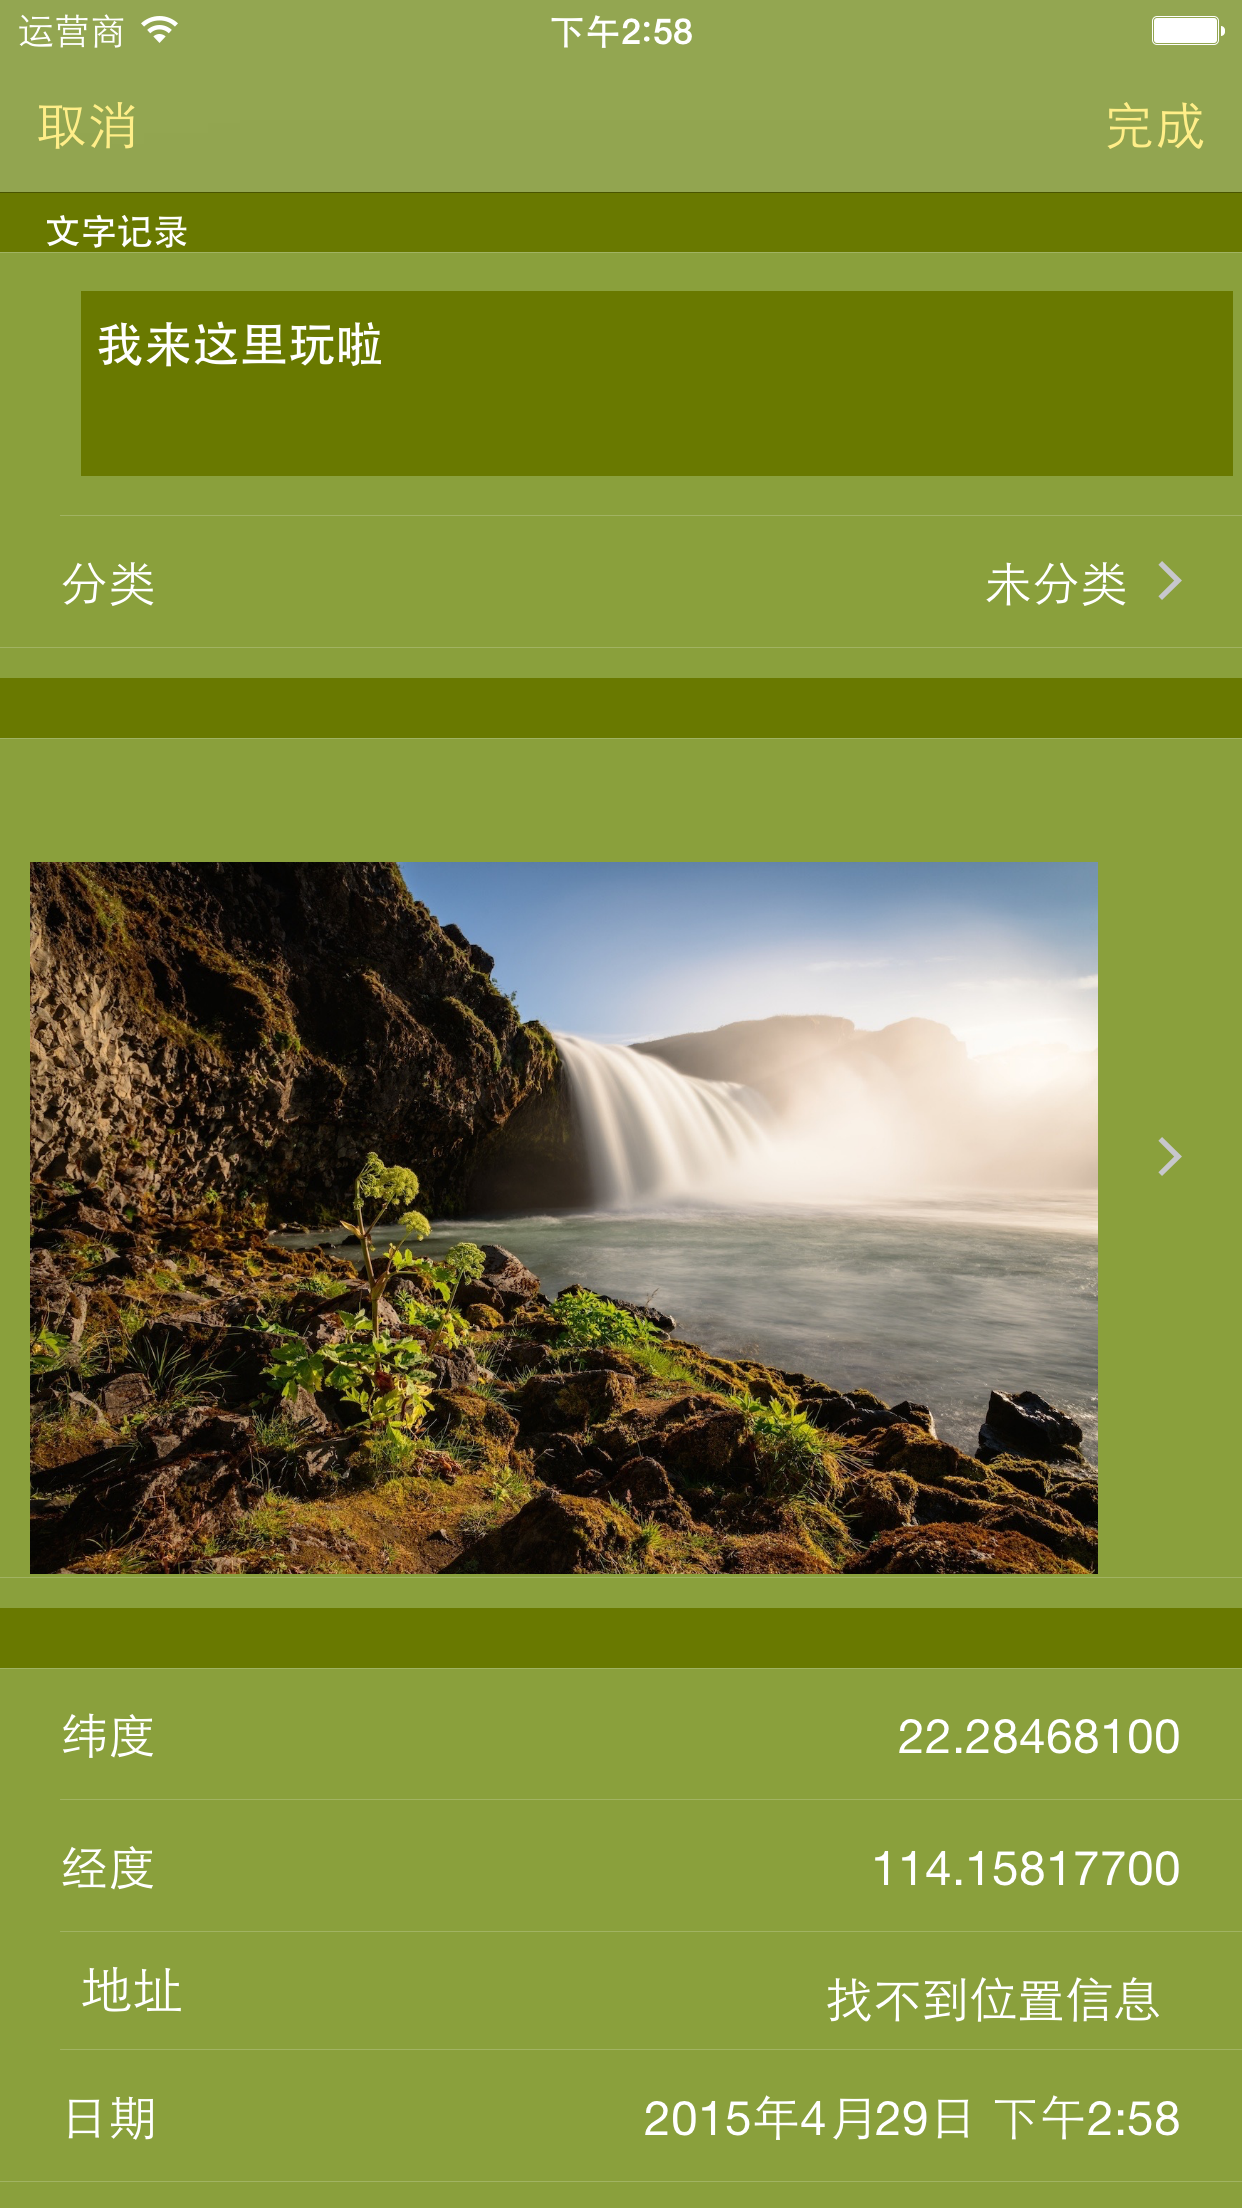 运营商 下午2:58
取消 完成
文字记录
我来这里玩啦
分类 未分类
纬度 22.28468100
经度 114.15817700
地址 找不到位置信息
日期 2015年4月29日 下午2:58